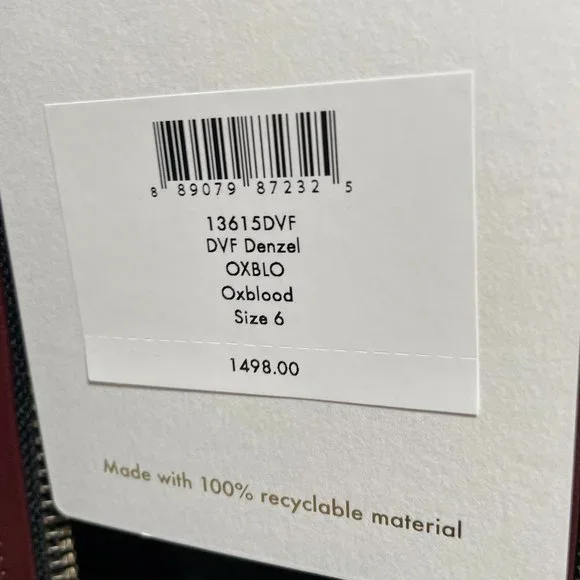 8 89079 87232 5
13615DVF
DVF Denzel
OXBLO
Oxblood
Size 6
1498.00
Made with 100% recyclable material